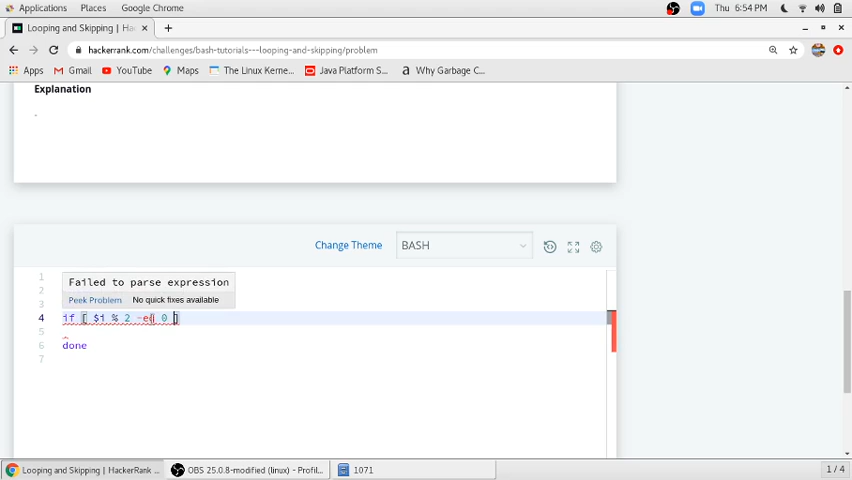 Applications Places Google Chrome Thu 6:54 PM
Looping and Skipping | Ha
hackerrank.com/challenges/bash-tutorials---looping-and-skipping/problem
Apps Gmail YouTube Maps The Linux Kerne... Java Platform S... Why Garbage C...
Explanation
.
Change Theme BASH
1
2
3
Failed to parse expression
Peek Problem No quick fixes available
4 if [ $i % 2 -eq 0 ]
5
6 done
7
Looping and Skipping | HackerRank ... OBS 25.0.8-modified (linux) - Profil... 1071 1 / 4